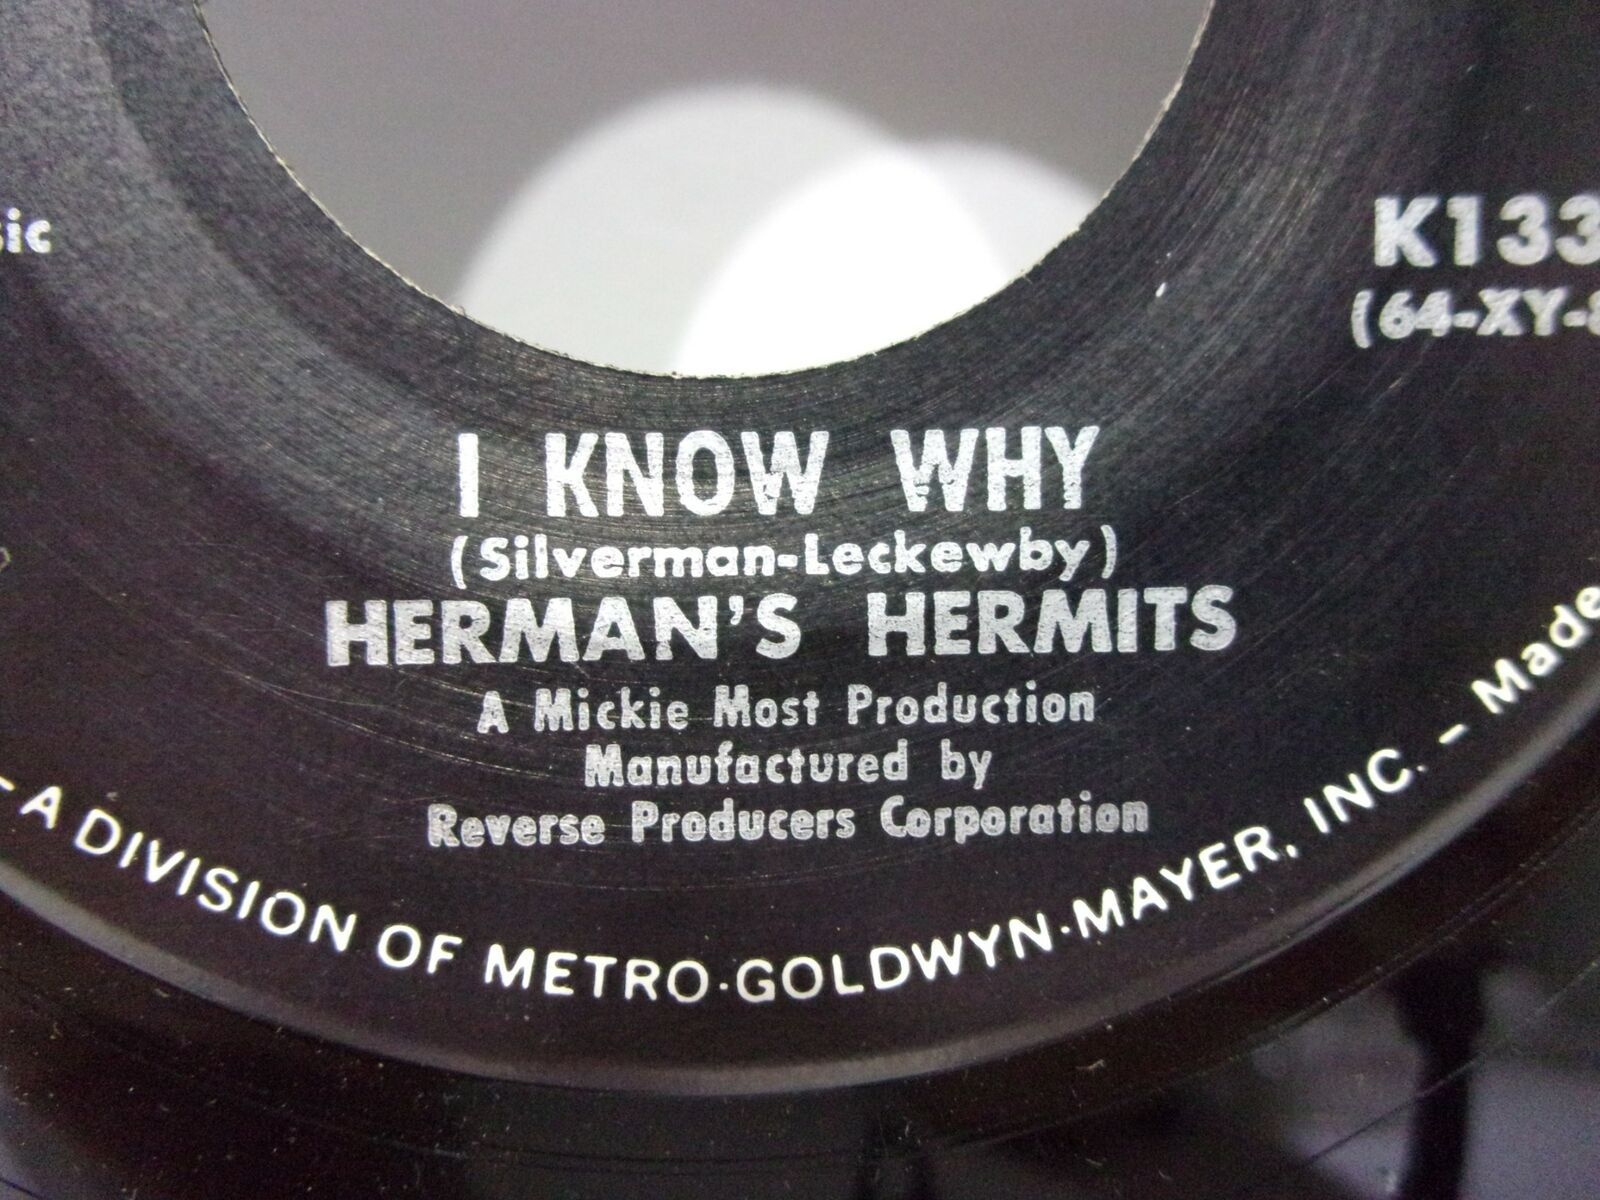 sic
K133
(64-XY-8
I KNOW WHY
(Silverman-Leckewby)
HERMAN'S HERMITS
A Mickie Most Production
Manufactured by
Reverse Producers Corporation
- A DIVISION OF METRO·GOLDWYN·MAYER, INC. - Made